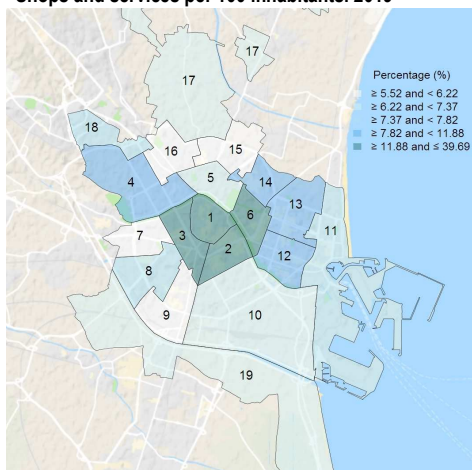 Shops and services per 100 inhabitants.
17
17
Percentage (%)
≥ 5.52 and < 6.22
≥ 6.22 and < 7.37
≥ 7.37 and < 7.82
≥ 7.82 and < 11.88
≥ 11.88 and ≤ 39.69
18
16
15
4
5
14
13
1
6
3
7
11
2
8
12
9
10
19